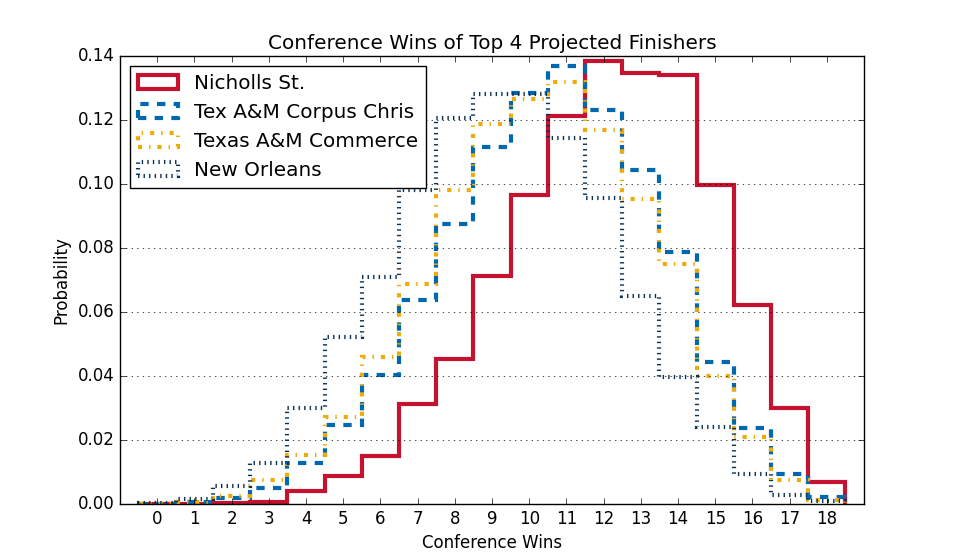 Conference Wins of Top 4 Projected Finishers
Nicholls St.
Tex A&M Corpus Chris
Texas A&M Commerce
New Orleans
0.14
0.12
0.10
0.08
0.06
0.04
0.02
0.00
Probability
0 1 2 3 4 5 6 7 8 9 10 11 12 13 14 15 16 17 18
Conference Wins